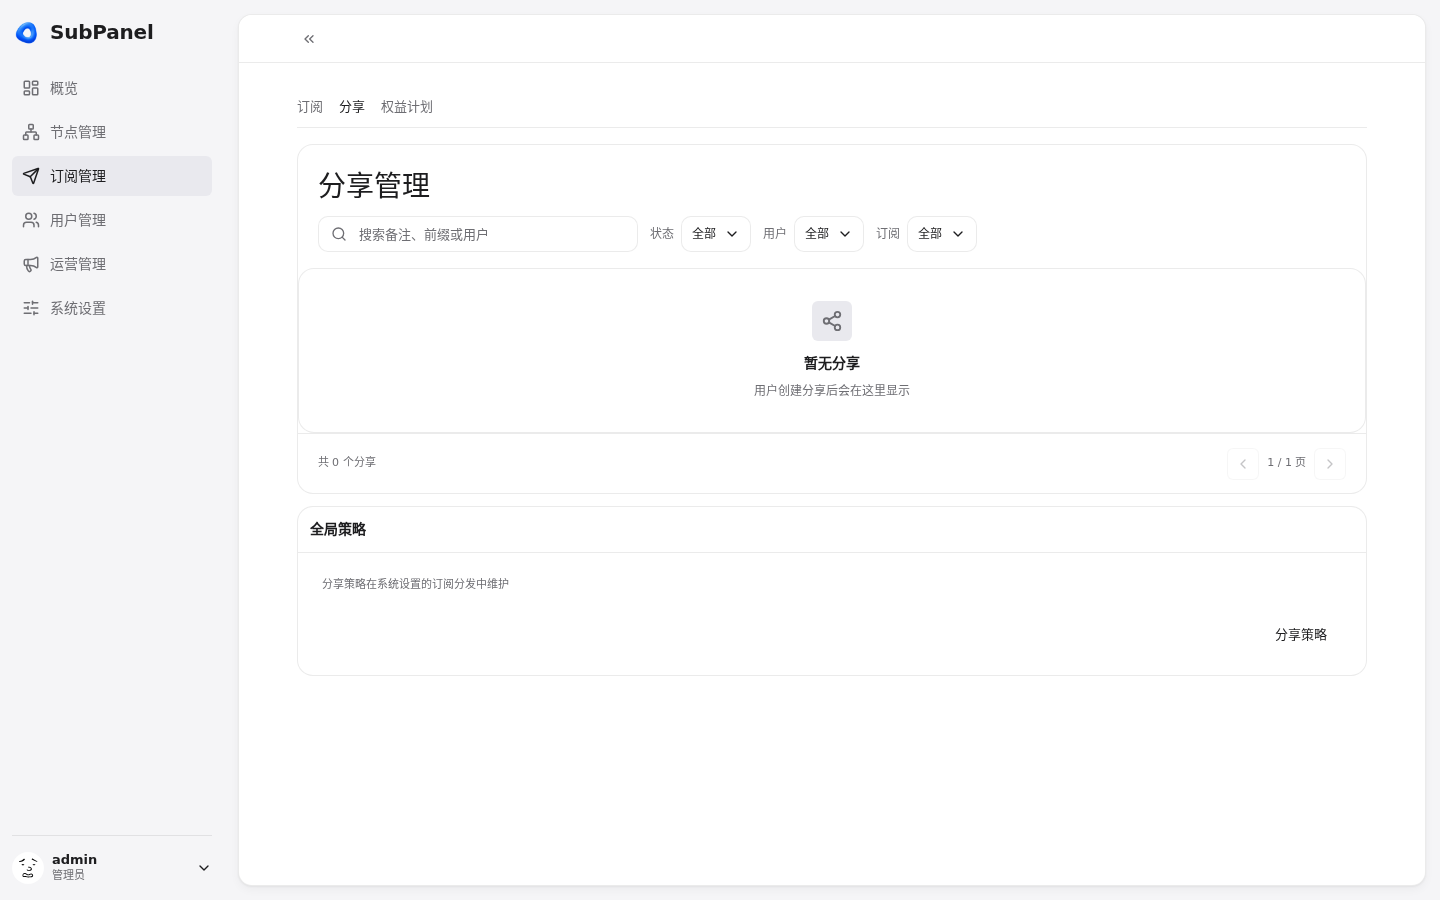 SubPanel
概览
节点管理
订阅管理
用户管理
运营管理
系统设置
admin
管理员
订阅 分享 权益计划
分享管理
搜索备注、前缀或用户 状态 全部 用户 全部 订阅 全部
暂无分享
用户创建分享后会在这里显示
共 0 个分享 1 / 1 页
全局策略
分享策略在系统设置的订阅分发中维护
分享策略